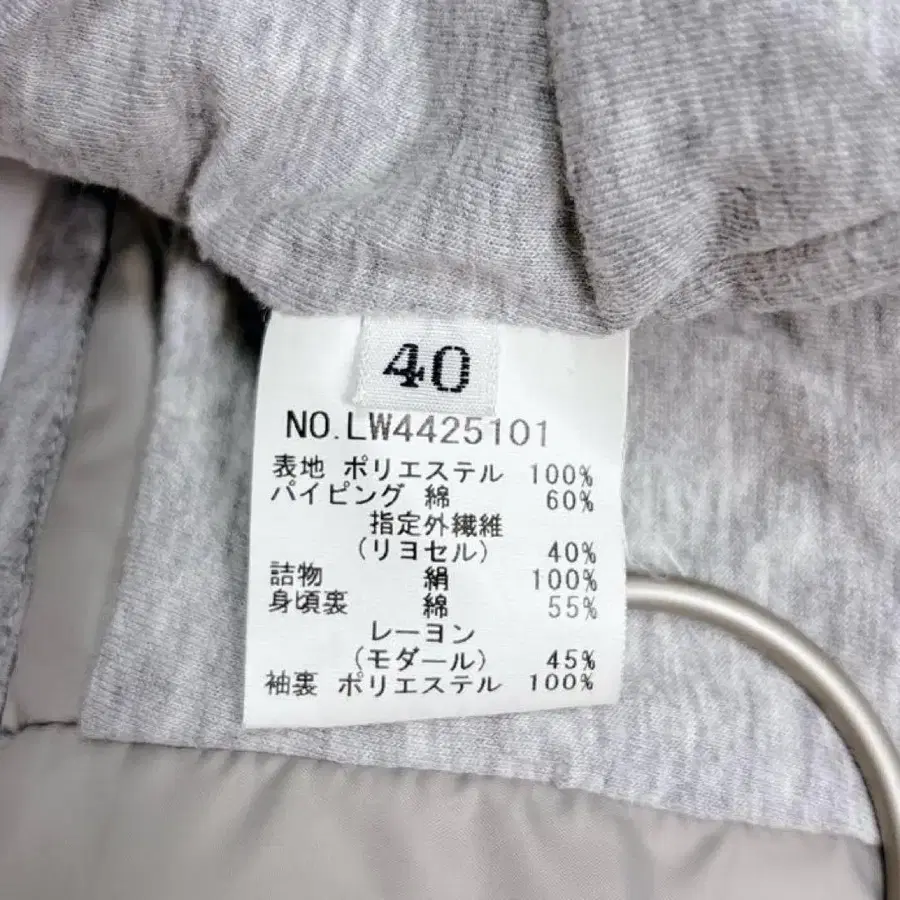 40
NO.LW4425101
表地 ポリエステル 100%
パイピング 綿 60%
指定外繊維
(リヨセル) 40%
詰物 絹 100%
身頃裏 綿 55%
レーヨン
(モダール) 45%
袖裏 ポリエステル 100%